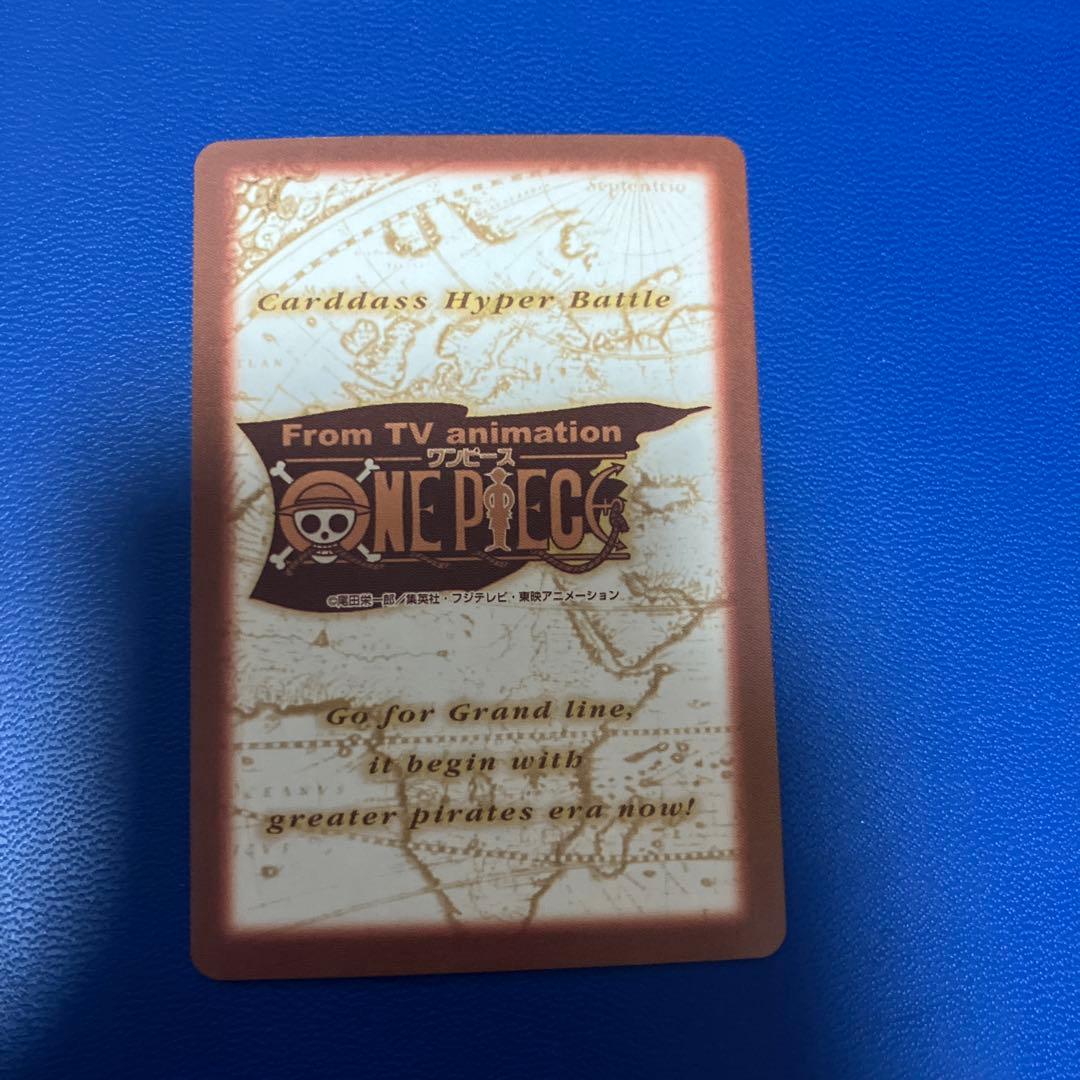 Septentrio
Carddass Hyper Battle
From TV animation
ワンピース
ONE PIECE
©尾田栄一郎／集英社・フジテレビ・東映アニメーション
Go for Grand line,
it begin with
greater pirates era now!